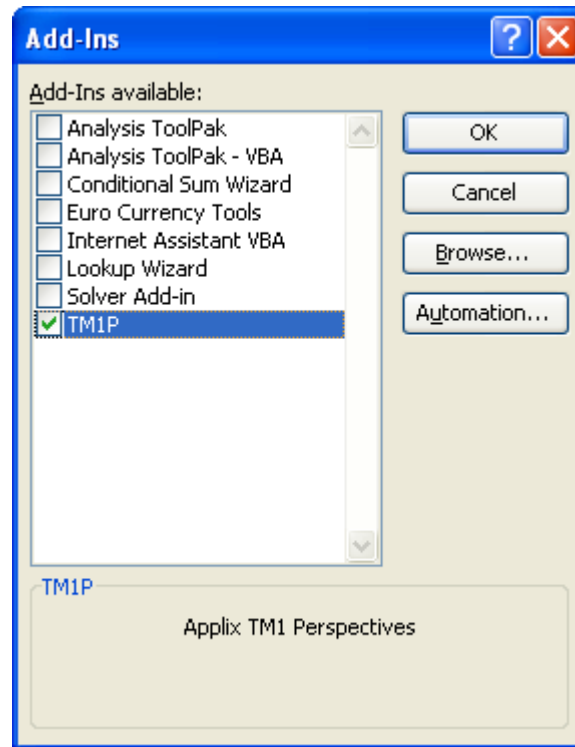 Add-Ins
Add-Ins available:
Analysis ToolPak
Analysis ToolPak - VBA
Conditional Sum Wizard
Euro Currency Tools
Internet Assistant VBA
Lookup Wizard
Solver Add-in
TM1P
OK
Cancel
Browse...
Automation...
TM1P
Applix TM1 Perspectives